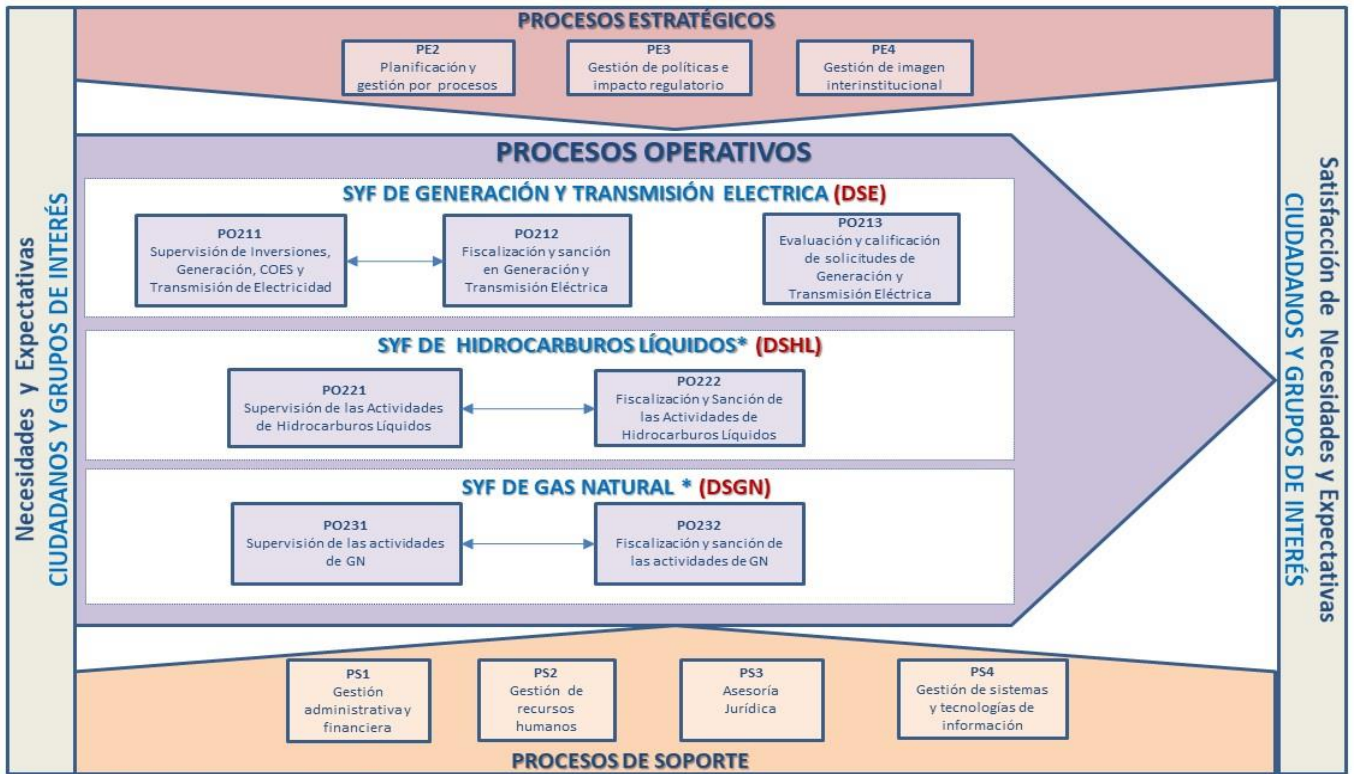 PROCESOS ESTRATÉGICOS
PE2
Planificación y
gestión por procesos
PE3
Gestión de políticas e
impacto regulatorio
PE4
Gestión de imagen
interinstitucional
Necesidades y Expectativas
CIUDADANOS Y GRUPOS DE INTERÉS
PROCESOS OPERATIVOS
SYF DE GENERACIÓN Y TRANSMISIÓN ELECTRICA (DSE)
PO211
Supervisión de Inversiones,
Generación, COES y
Transmisión de Electricidad
PO212
Fiscalización y sanción
en Generación y
Transmisión Eléctrica
PO213
Evaluación y calificación
de solicitudes de
Generación y
Transmisión Eléctrica
SYF DE HIDROCARBUROS LÍQUIDOS* (DSHL)
PO221
Supervisión de las Actividades
de Hidrocarburos Líquidos
PO222
Fiscalización y Sanción de
las Actividades de
Hidrocarburos Líquidos
SYF DE GAS NATURAL * (DSGN)
PO231
Supervisión de las actividades
de GN
PO232
Fiscalización y sanción de
las actividades de GN
Satisfacción de Necesidades y Expectativas
CIUDADANOS Y GRUPOS DE INTERÉS
PS1
Gestión
administrativa y
financiera
PS2
Gestión de
recursos
humanos
PS3
Asesoría
Jurídica
PS4
Gestión de sistemas
y tecnologías de
información
PROCESOS DE SOPORTE